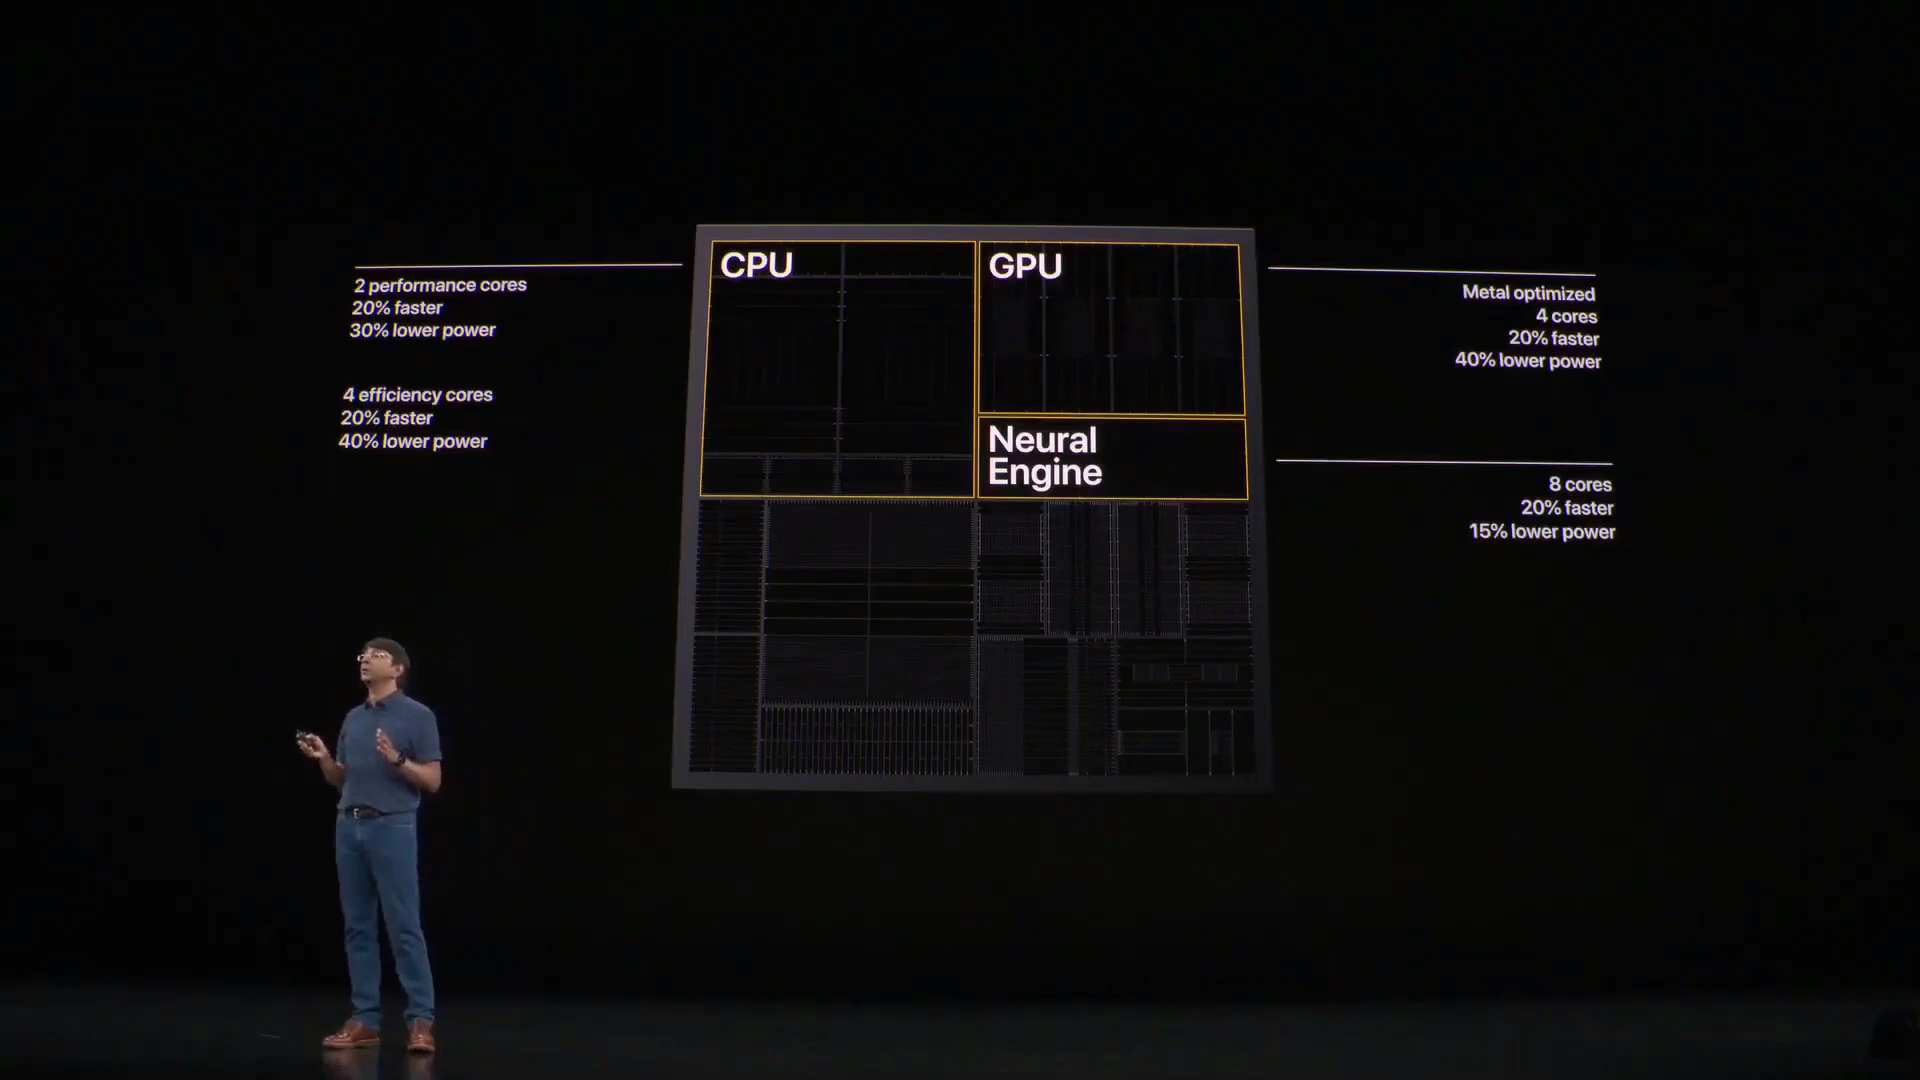 CPU
2 performance cores
20% faster
30% lower power
4 efficiency cores
20% faster
40% lower power
GPU
Metal optimized
4 cores
20% faster
40% lower power
Neural
Engine
8 cores
20% faster
15% lower power